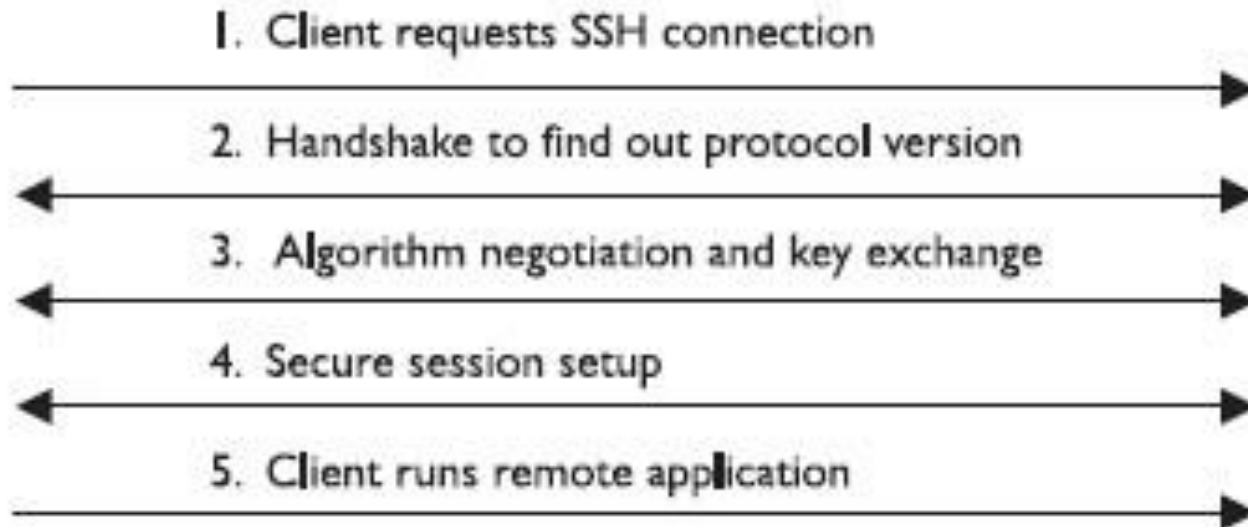 1. Client requests SSH connection
2. Handshake to find out protocol version
3. Algorithm negotiation and key exchange
4. Secure session setup
5. Client runs remote application